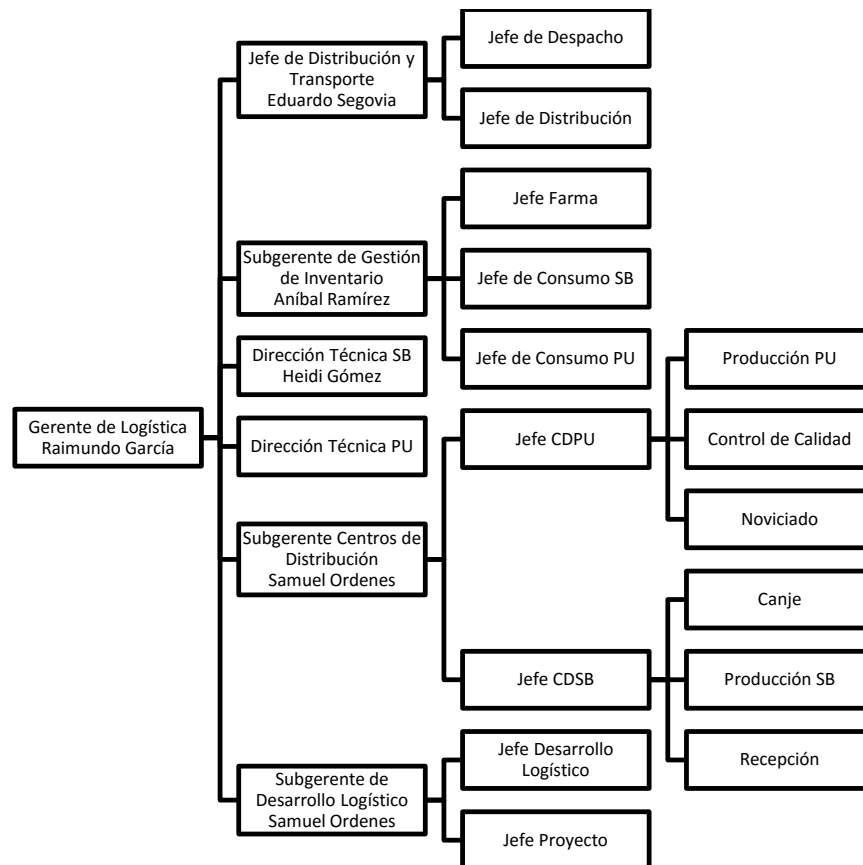 Jefe de Despacho
Jefe de Distribución y
Transporte
Eduardo Segovia
Jefe de Distribución
Jefe Farma
Subgerente de Gestión
de Inventario
Aníbal Ramírez
Jefe de Consumo SB
Dirección Técnica SB
Heidi Gómez
Jefe de Consumo PU
Producción PU
Gerente de Logística
Raimundo García
Dirección Técnica PU
Jefe CDPU
Control de Calidad
Noviciado
Subgerente Centros de
Distribución
Samuel Ordenes
Canje
Jefe CDSB
Producción SB
Jefe Desarrollo
Logístico
Recepción
Subgerente de
Desarrollo Logístico
Samuel Ordenes
Jefe Proyecto